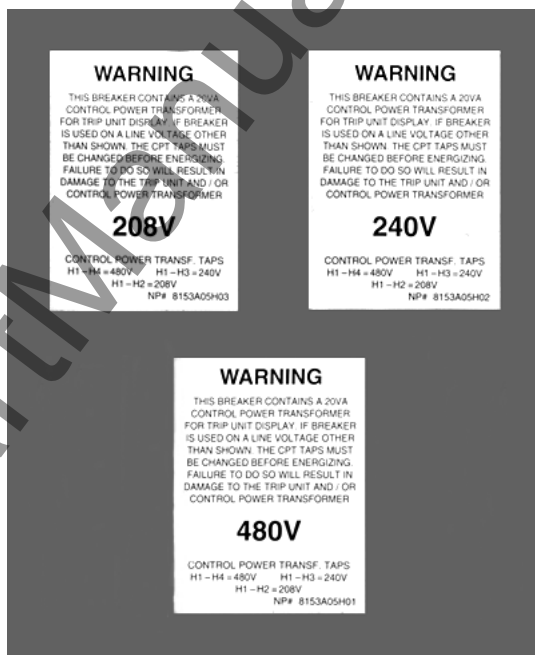 WARNING
THIS BREAKER CONTAINS A 20VA
CONTROL POWER TRANSFORMER
FOR TRIP UNIT DISPLAY. IF BREAKER
IS USED ON A LINE VOLTAGE OTHER
THAN SHOWN. THE CPT TAPS MUST
BE CHANGED BEFORE ENERGIZING.
FAILURE TO DO SO WILL RESULT IN
DAMAGE TO THE TRIP UNIT AND / OR
CONTROL POWER TRANSFORMER
208V
CONTROL POWER TRANSF. TAPS
H1 – H4 = 480V H1 – H3 = 240V
H1 – H2 = 208V
NP# 8153A05H03
WARNING
THIS BREAKER CONTAINS A 20VA
CONTROL POWER TRANSFORMER
FOR TRIP UNIT DISPLAY. IF BREAKER
IS USED ON A LINE VOLTAGE OTHER
THAN SHOWN. THE CPT TAPS MUST
BE CHANGED BEFORE ENERGIZING.
FAILURE TO DO SO WILL RESULT IN
DAMAGE TO THE TRIP UNIT AND / OR
CONTROL POWER TRANSFORMER
240V
CONTROL POWER TRANSF. TAPS
H1 – H4 = 480V H1 – H3 = 240V
H1 – H2 = 208V
NP# 8153A05H02
WARNING
THIS BREAKER CONTAINS A 20VA
CONTROL POWER TRANSFORMER
FOR TRIP UNIT DISPLAY. IF BREAKER
IS USED ON A LINE VOLTAGE OTHER
THAN SHOWN. THE CPT TAPS MUST
BE CHANGED BEFORE ENERGIZING.
FAILURE TO DO SO WILL RESULT IN
DAMAGE TO THE TRIP UNIT AND / OR
CONTROL POWER TRANSFORMER
480V
CONTROL POWER TRANSF. TAPS
H1 – H4 = 480V H1 – H3 = 240V
H1 – H2 = 208V
NP# 8153A05H01